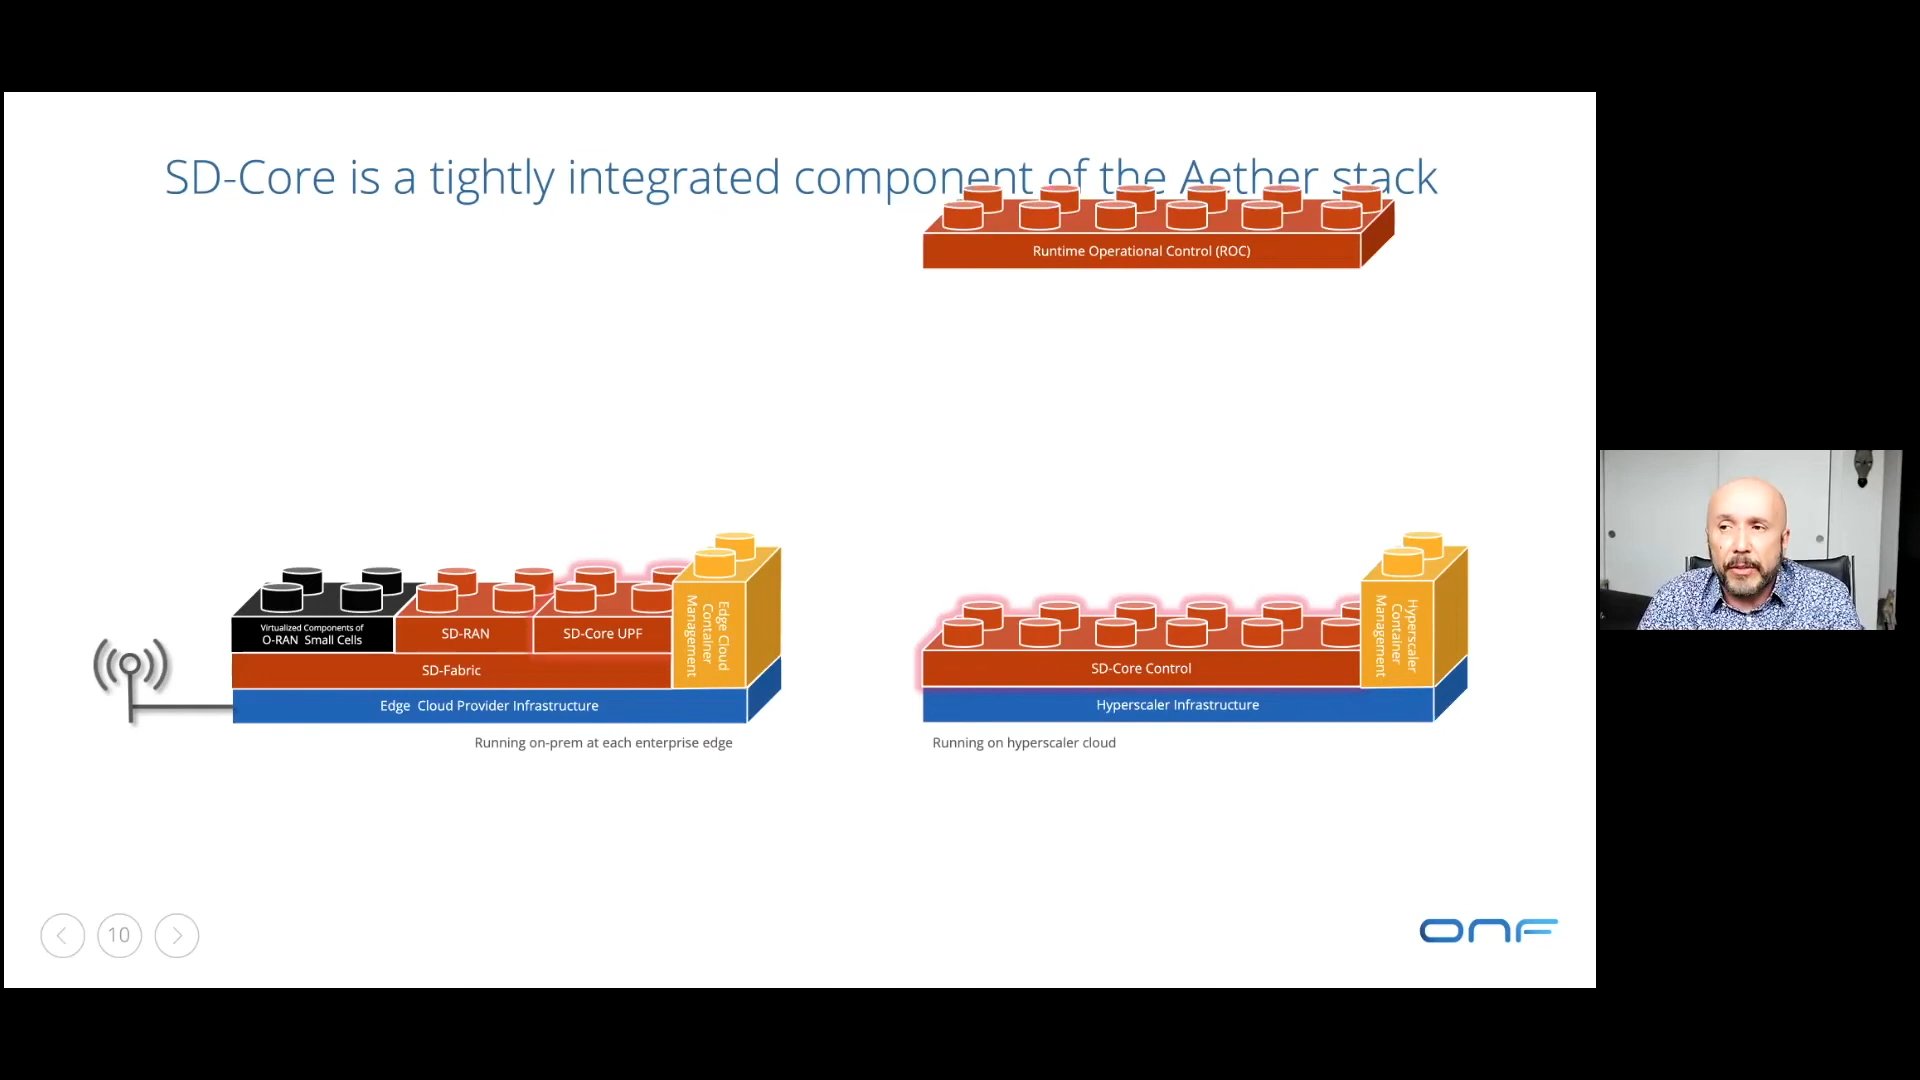 SD-Core is a tightly integrated component of the Aether stack
Runtime Operational Control (ROC)
Virtualized Components of
O-RAN Small Cells
SD-RAN
SD-Core UPF
Edge Cloud
Container
Management
SD-Fabric
Edge Cloud Provider Infrastructure
Running on-prem at each enterprise edge
SD-Core Control
Hyperscaler
Container
Management
Hyperscaler Infrastructure
Running on hyperscaler cloud
10
ONF